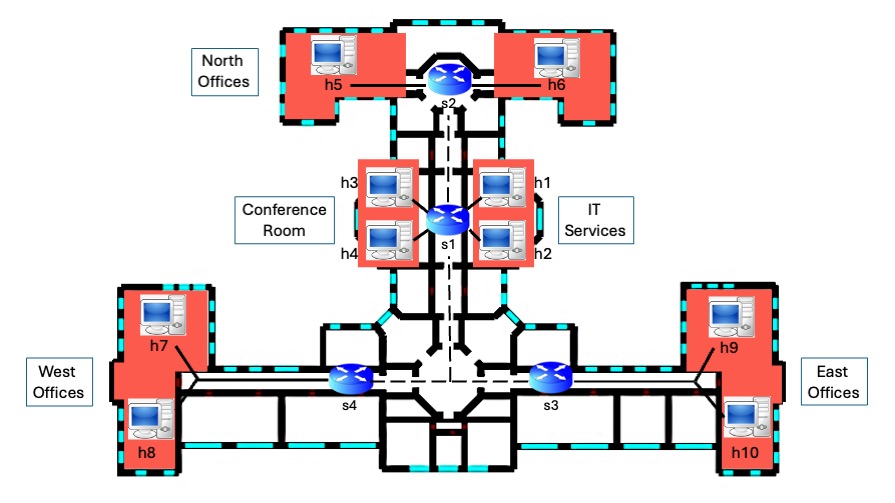 North
Offices
h5
h6
s2
h3
h1
Conference
Room
IT
Services
s1
h4
h2
h7
h9
West
Offices
East
Offices
s4
s3
h8
h10